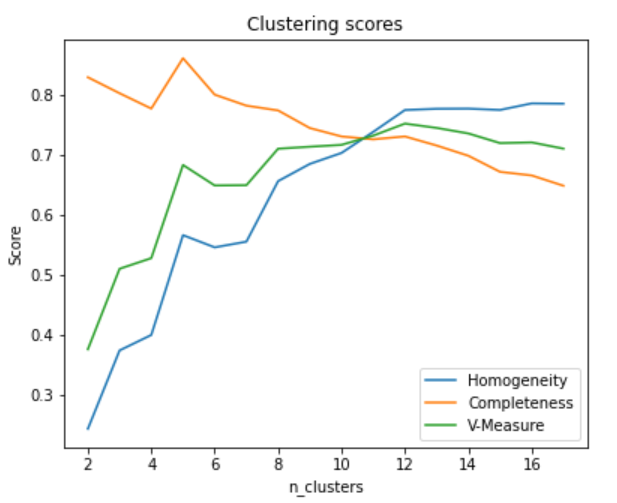 Clustering scores
Score
0.8
0.7
0.6
0.5
0.4
0.3
Homogeneity
Completeness
V-Measure
2 4 6 8 10 12 14 16
n_clusters